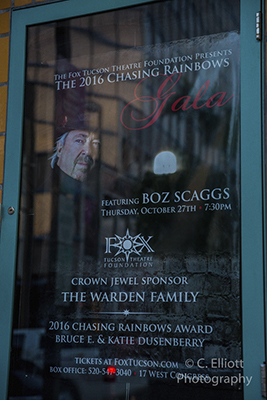 The Fox Tucson Theatre Foundation Presents
The 2016 Chasing Rainbows
Gala
featuring Boz Scaggs
Thursday, October 27th • 7:30pm
FOX
TUCSON THEATRE
FOUNDATION
Crown Jewel Sponsor
The Warden Family
2016 Chasing Rainbows Award
Bruce E. & Katie Dusenberry
Tickets at FoxTucson.com
Box Office: 520-547-3040 17 West Congress
© C. Elliott
Photography